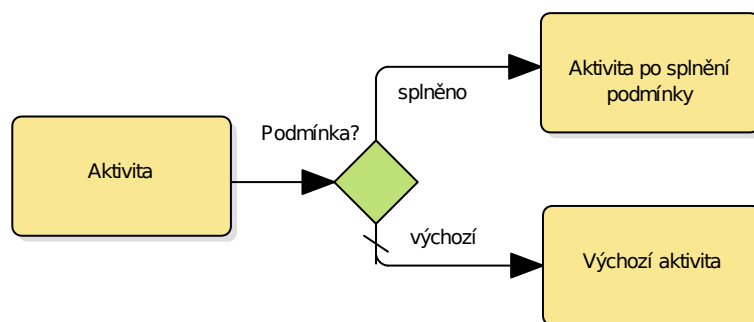 Aktivita
Podmínka?
splněno
Aktivita po splnění
podmínky
výchozí
Výchozí aktivita